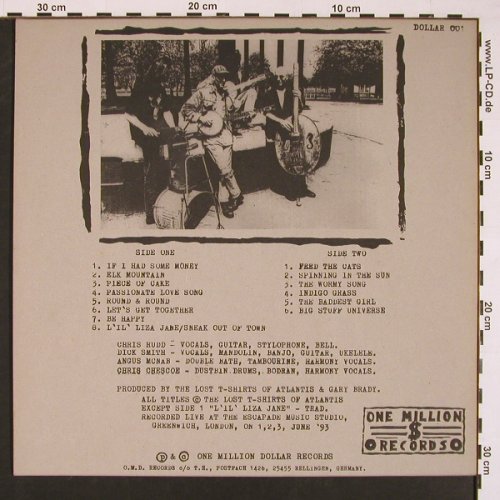 30 cm
20 cm
10 cm
DOLLAR 001
www.LP-CD.de
10 cm
20 cm
30 cm
SIDE ONE
1. IF I HAD SOME MONEY
2. ELK MOUNTAIN
3. PIECE OF CAKE
4. PASSIONATE LOVE SONG
5. ROUND & ROUND
6. LET'S GET TOGETHER
7. BE HAPPY
8. L'IL' LIZA JANE/SNEAK OUT OF TOWN
SIDE TWO
1. FEED THE CATS
2. SPINNING IN THE SUN
3. THE WORMY SONG
4. INDIGO GRASS
5. THE BADDEST GIRL
6. BIG STUFF UNIVERSE
CHRIS HUDD - VOCALS, GUITAR, STYLOPHONE, BELL.
DICK SMITH - VOCALS, MANDOLIN, BANJO, GUITAR, UKELELE.
ANGUS MCNAB - DOUBLE BATH, TAMBOURINE, HARMONY VOCALS.
CHRIS CHESCOE - DUSTBIN DRUMS, BODRAN, HARMONY VOCALS.
PRODUCED BY THE LOST T-SHIRTS OF ATLANTIS & GARY BRADY.
ALL TITLES © THE LOST T-SHIRTS OF ATLANTIS
EXCEPT SIDE 1 "L'IL' LIZA JANE" - TRAD.
RECORDED LIVE AT THE ESCAPADE MUSIC STUDIO,
GREENWICH, LONDON, ON 1,2,3, JUNE '93
℗ & © ONE MILLION DOLLAR RECORDS
O.M.D. RECORDS c/o T.H., POSTFACH 1426, 25455 RELLINGEN, GERMANY.
ONE MILLION
$
RECORDS